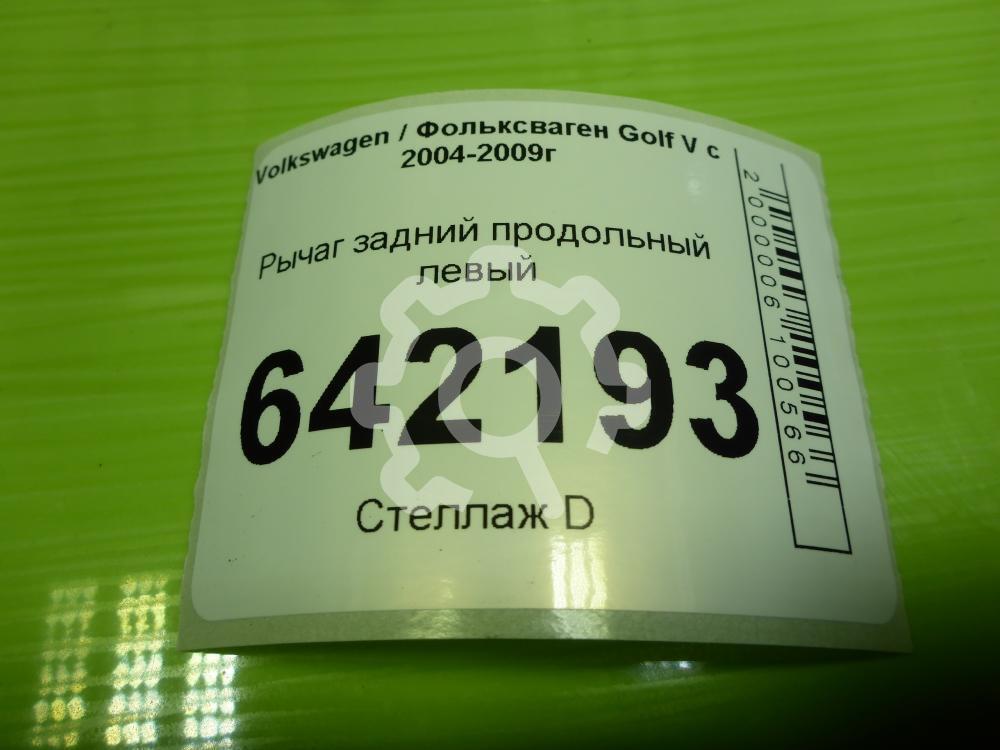 Volkswagen / Фольксваген Golf V с
2004-2009г
Рычаг задний продольный
левый
642193
Стеллаж D
2000006100566